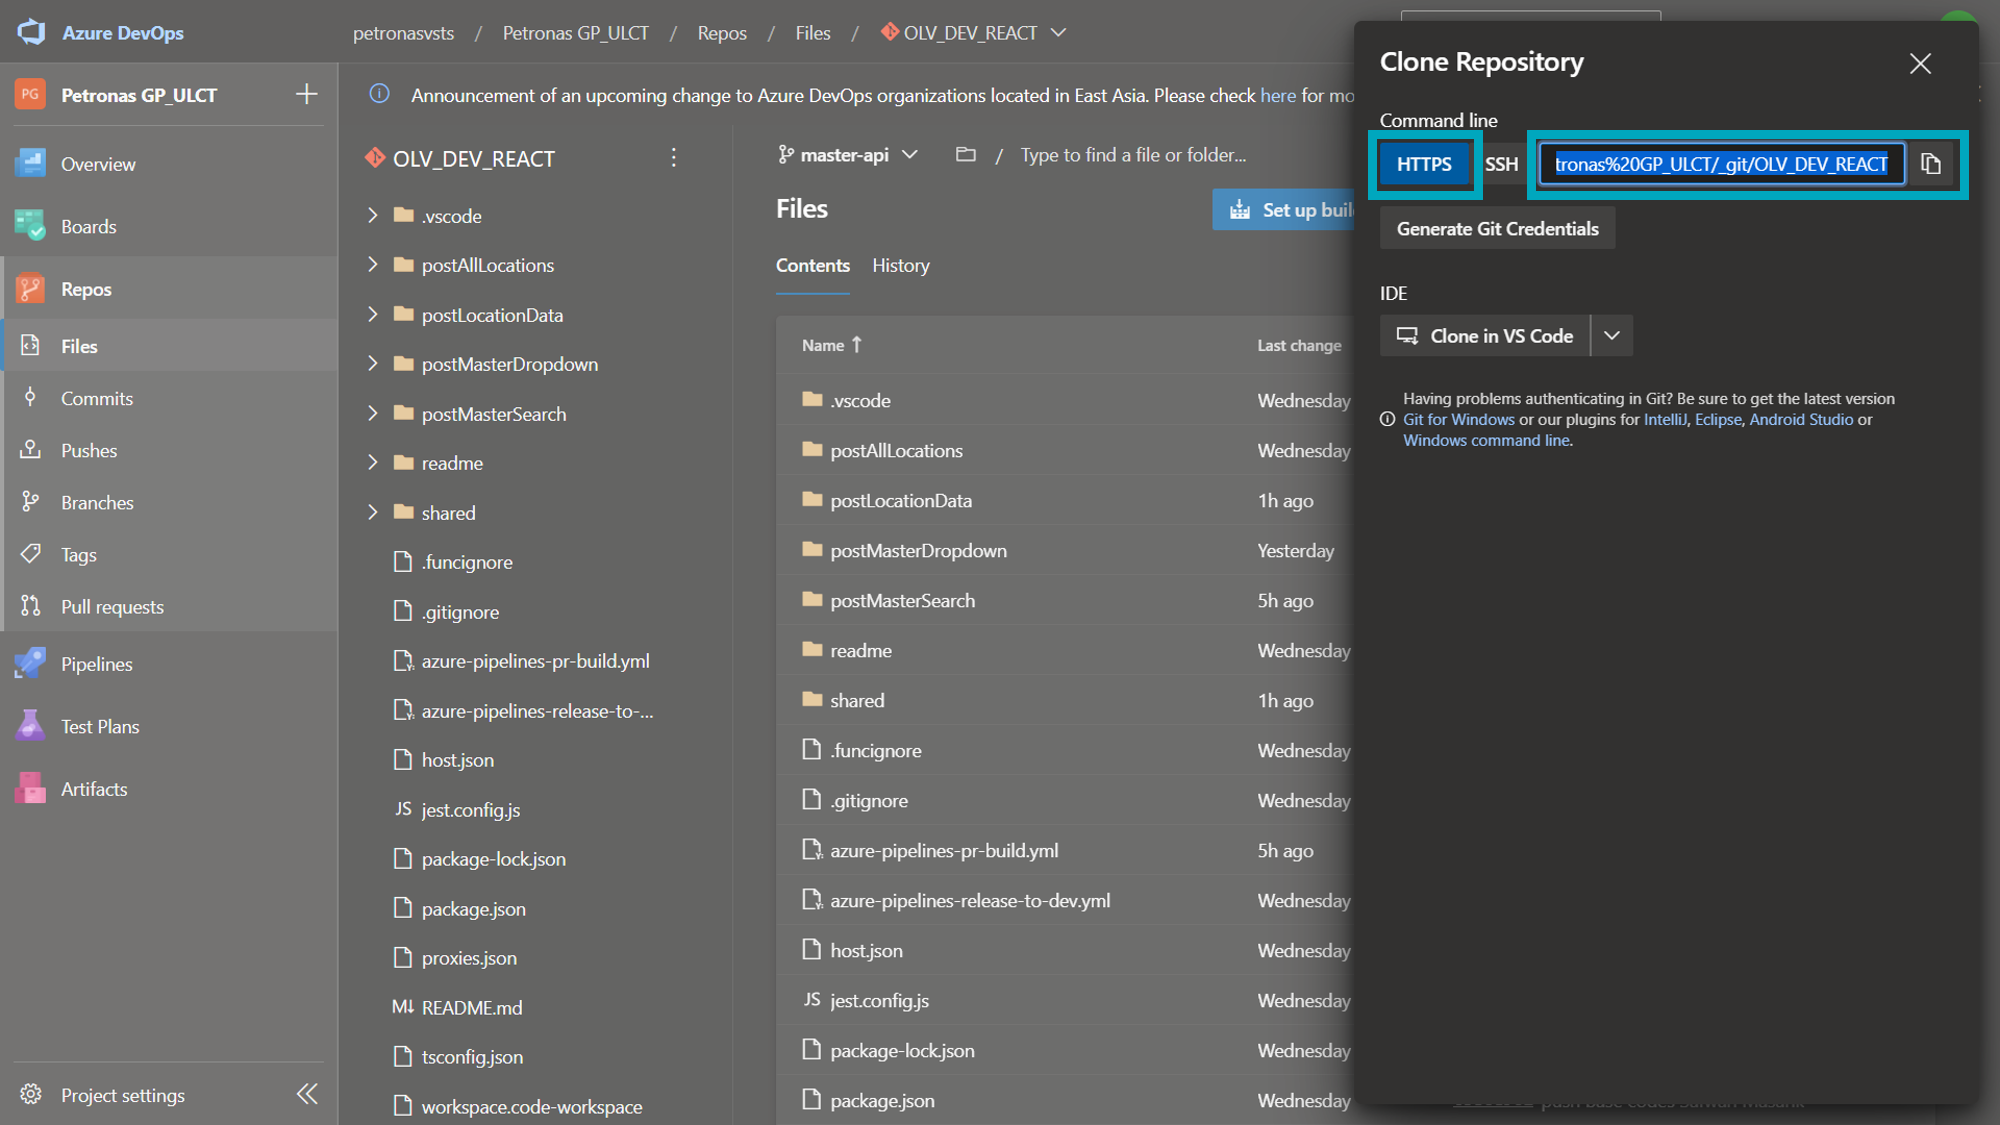 Azure DevOps
petronasvsts / Petronas GP_ULCT / Repos / Files / OLV_DEV_REACT
PG Petronas GP_ULCT
Overview
Boards
Repos
Files
Commits
Pushes
Branches
Tags
Pull requests
Pipelines
Test Plans
Artifacts
Project settings
Announcement of an upcoming change to Azure DevOps organizations located in East Asia. Please check here for mo
OLV_DEV_REACT
.vscode
postAllLocations
postLocationData
postMasterDropdown
postMasterSearch
readme
shared
.funcignore
.gitignore
azure-pipelines-pr-build.yml
azure-pipelines-release-to-...
host.json
JS jest.config.js
package-lock.json
package.json
proxies.json
M↓ README.md
tsconfig.json
workspace.code-workspace
master-api / Type to find a file or folder...
Files
Set up buil
Contents History
Name ↑ Last change
.vscode Wednesday
postAllLocations Wednesday
postLocationData 1h ago
postMasterDropdown Yesterday
postMasterSearch 5h ago
readme Wednesday
shared 1h ago
.funcignore Wednesday
.gitignore Wednesday
azure-pipelines-pr-build.yml 5h ago
azure-pipelines-release-to-dev.yml Wednesday
host.json Wednesday
JS jest.config.js Wednesday
package-lock.json Wednesday
package.json Wednesday
Clone Repository
Command line
HTTPS SSH tronas%20GP_ULCT/_git/OLV_DEV_REACT
Generate Git Credentials
IDE
Clone in VS Code
Having problems authenticating in Git? Be sure to get the latest version
Git for Windows or our plugins for IntelliJ, Eclipse, Android Studio or
Windows command line.